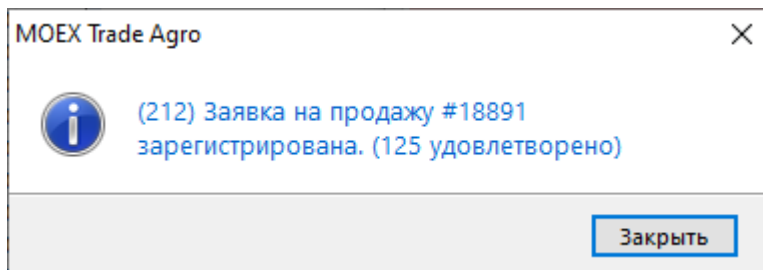 MOEX Trade Agro
(212) Заявка на продажу #18891
зарегистрирована. (125 удовлетворено)
Закрыть